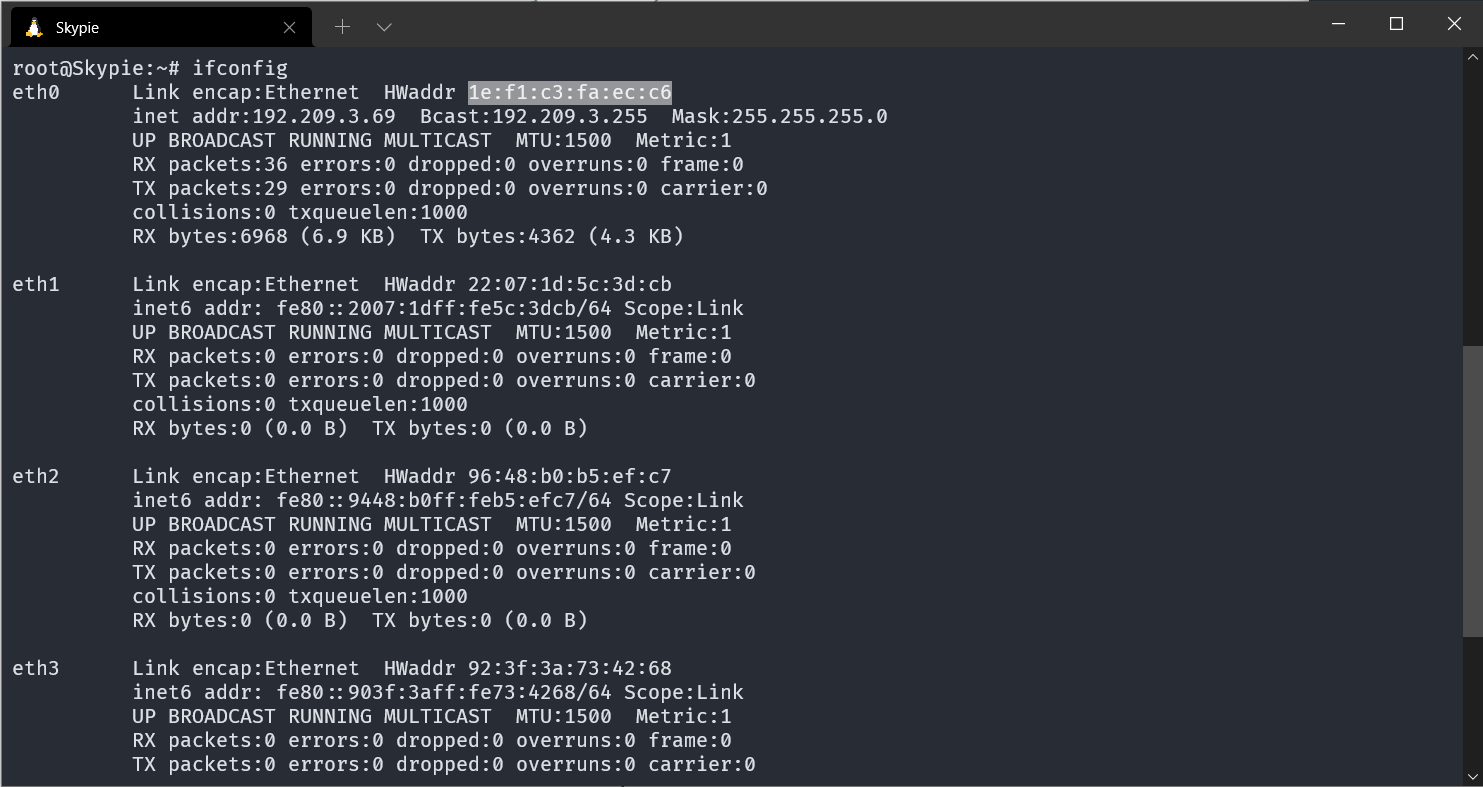 Skypie
root@Skypie:~# ifconfig
eth0      Link encap:Ethernet  HWaddr 1e:f1:c3:fa:ec:c6
          inet addr:192.209.3.69  Bcast:192.209.3.255  Mask:255.255.255.0
          UP BROADCAST RUNNING MULTICAST  MTU:1500  Metric:1
          RX packets:36 errors:0 dropped:0 overruns:0 frame:0
          TX packets:29 errors:0 dropped:0 overruns:0 carrier:0
          collisions:0 txqueuelen:1000
          RX bytes:6968 (6.9 KB)  TX bytes:4362 (4.3 KB)
eth1      Link encap:Ethernet  HWaddr 22:07:1d:5c:3d:cb
          inet6 addr: fe80::2007:1dff:fe5c:3dcb/64 Scope:Link
          UP BROADCAST RUNNING MULTICAST  MTU:1500  Metric:1
          RX packets:0 errors:0 dropped:0 overruns:0 frame:0
          TX packets:0 errors:0 dropped:0 overruns:0 carrier:0
          collisions:0 txqueuelen:1000
          RX bytes:0 (0.0 B)  TX bytes:0 (0.0 B)
eth2      Link encap:Ethernet  HWaddr 96:48:b0:b5:ef:c7
          inet6 addr: fe80::9448:b0ff:feb5:efc7/64 Scope:Link
          UP BROADCAST RUNNING MULTICAST  MTU:1500  Metric:1
          RX packets:0 errors:0 dropped:0 overruns:0 frame:0
          TX packets:0 errors:0 dropped:0 overruns:0 carrier:0
          collisions:0 txqueuelen:1000
          RX bytes:0 (0.0 B)  TX bytes:0 (0.0 B)
eth3      Link encap:Ethernet  HWaddr 92:3f:3a:73:42:68
          inet6 addr: fe80::903f:3aff:fe73:4268/64 Scope:Link
          UP BROADCAST RUNNING MULTICAST  MTU:1500  Metric:1
          RX packets:0 errors:0 dropped:0 overruns:0 frame:0
          TX packets:0 errors:0 dropped:0 overruns:0 carrier:0